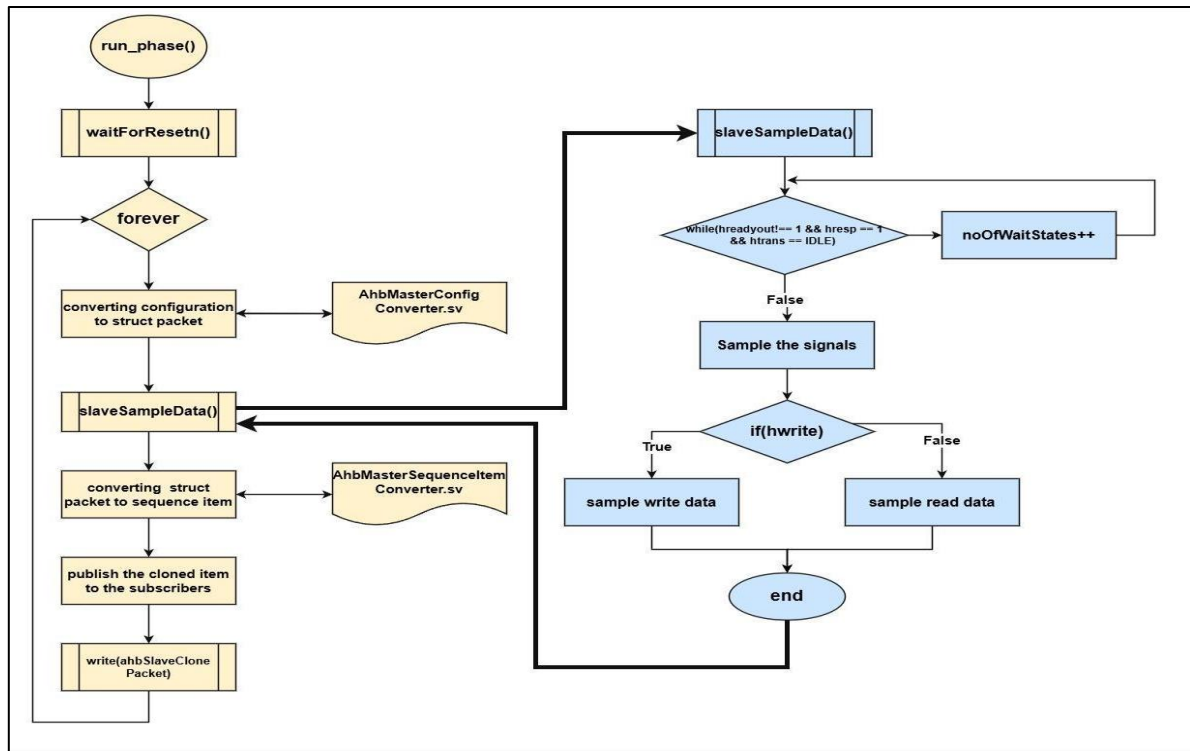 run_phase()
waitForResetn()
forever
converting configuration
to struct packet
AhbMasterConfig
Converter.sv
slaveSampleData()
converting struct
packet to sequence item
AhbMasterSequenceItem
Converter.sv
publish the cloned item
to the subscribers
write(ahbSlaveClone
Packet)
slaveSampleData()
while(hreadyout!== 1 && hresp == 1
&& htrans == IDLE)
noOfWaitStates++
False
Sample the signals
if(hwrite)
True
False
sample write data
sample read data
end